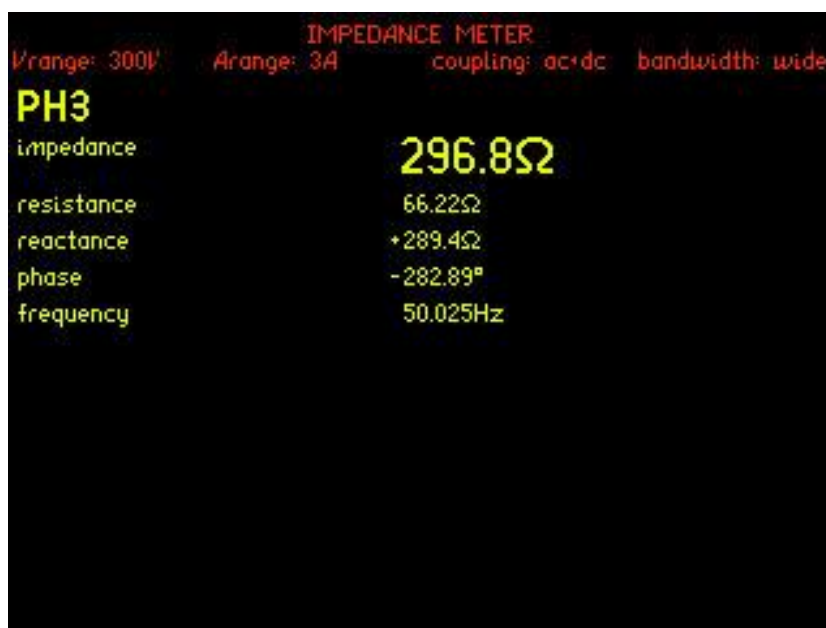 IMPEDANCE METER
Vrange: 300V Arange: 3A coupling: ac+dc bandwidth: wide
PH3
impedance 296.8Ω
resistance 66.22Ω
reactance +289.4Ω
phase -282.89°
frequency 50.025Hz